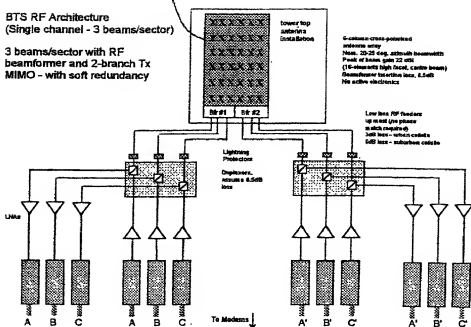 BTS RF Architecture
(Single channel - 3 beams/sector)
3 beams/sector with RF
beamformer and 2-branch Tx
MIMO - with soft redundancy
tower top
antenna
installation
6-column cross-polarized
antenna array
Nom. 20-25 deg. azimuth beamwidth
Peak of beam gain 22 dBi
(16-elements high facet, centre beam)
Beamformer insertion loss, 0.5dB
No active electronics
Bfr #1 Bfr #2
Low loss RF feeders
up mast (no phase
match required)
3dB loss - urban cellsite
6dB loss - suburban cellsite
Lightning
Protectors
Duplexers,
assume 0.5dB
loss
LNAs
A B C A B C A' B' C' A' B' C'
To Modems